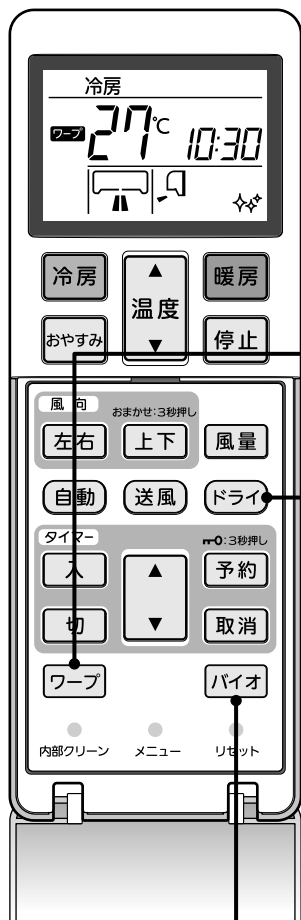 冷房
ワープ 27℃ 10:30
冷房 温度 暖房
おやすみ 停止
風向 おまかせ:3秒押し
左右 上下 風量
自動 送風 ドライ
タイマー :3秒押し
入 予約
切 取消
ワープ バイオ
内部クリーン メニュー リセット